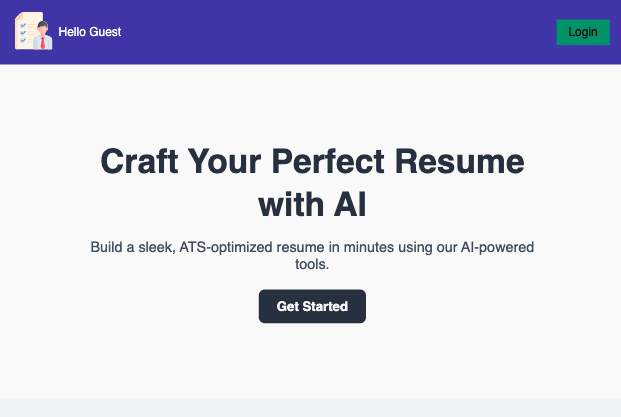 Hello Guest
Login
Craft Your Perfect Resume
with AI
Build a sleek, ATS-optimized resume in minutes using our AI-powered
tools.
Get Started